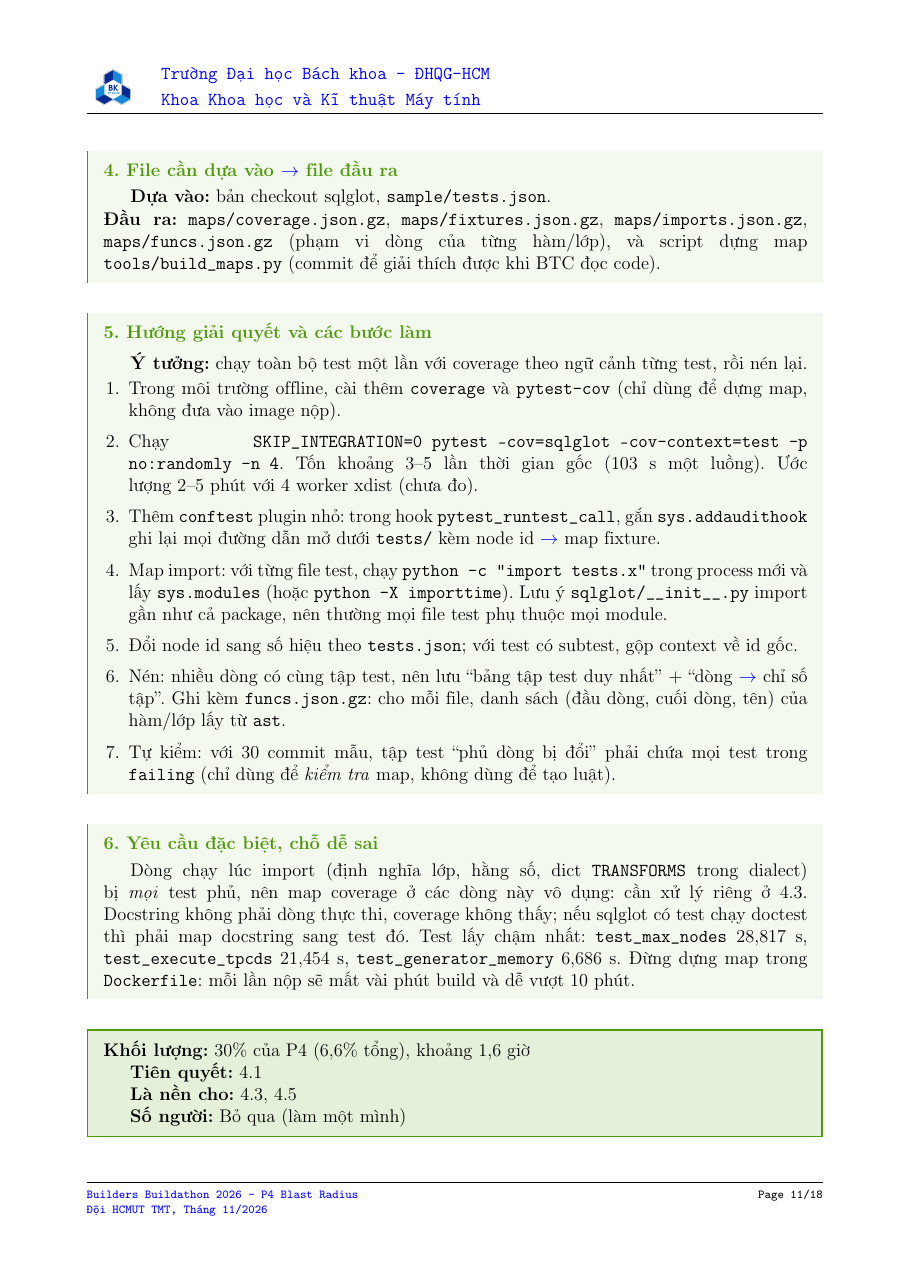 BK
Trường Đại học Bách khoa - ĐHQG-HCM
Khoa Khoa học và Kĩ thuật Máy tính
4. File cần dựa vào → file đầu ra
Dựa vào: bản checkout sqlglot, sample/tests.json.
Đầu ra: maps/coverage.json.gz, maps/fixtures.json.gz, maps/imports.json.gz,
maps/funcs.json.gz (phạm vi dòng của từng hàm/lớp), và script dựng map
tools/build_maps.py (commit để giải thích được khi BTC đọc code).
5. Hướng giải quyết và các bước làm
Ý tưởng: chạy toàn bộ test một lần với coverage theo ngữ cảnh từng test, rồi nén lại.
1. Trong môi trường offline, cài thêm coverage và pytest-cov (chỉ dùng để dựng map,
không đưa vào image nộp).
2. Chạy SKIP_INTEGRATION=0 pytest -cov=sqlglot -cov-context=test -p
no:randomly -n 4. Tốn khoảng 3–5 lần thời gian gốc (103 s một luồng). Ước
lượng 2–5 phút với 4 worker xdist (chưa đo).
3. Thêm conftest plugin nhỏ: trong hook pytest_runtest_call, gắn sys.addaudithook
ghi lại mọi đường dẫn mở dưới tests/ kèm node id → map fixture.
4. Map import: với từng file test, chạy python -c "import tests.x" trong process mới và
lấy sys.modules (hoặc python -X importtime). Lưu ý sqlglot/__init__.py import
gần như cả package, nên thường mọi file test phụ thuộc mọi module.
5. Đổi node id sang số hiệu theo tests.json; với test có subtest, gộp context về id gốc.
6. Nén: nhiều dòng có cùng tập test, nên lưu “bảng tập test duy nhất” + “dòng → chỉ số
tập”. Ghi kèm funcs.json.gz: cho mỗi file, danh sách (đầu dòng, cuối dòng, tên) của
hàm/lớp lấy từ ast.
7. Tự kiểm: với 30 commit mẫu, tập test “phủ dòng bị đổi” phải chứa mọi test trong
failing (chỉ dùng để kiểm tra map, không dùng để tạo luật).
6. Yêu cầu đặc biệt, chỗ dễ sai
Dòng chạy lúc import (định nghĩa lớp, hằng số, dict TRANSFORMS trong dialect)
bị mọi test phủ, nên map coverage ở các dòng này vô dụng: cần xử lý riêng ở 4.3.
Docstring không phải dòng thực thi, coverage không thấy; nếu sqlglot có test chạy doctest
thì phải map docstring sang test đó. Test lấy chậm nhất: test_max_nodes 28,817 s,
test_execute_tpcds 21,454 s, test_generator_memory 6,686 s. Đừng dựng map trong
Dockerfile: mỗi lần nộp sẽ mất vài phút build và dễ vượt 10 phút.
Khối lượng: 30% của P4 (6,6% tổng), khoảng 1,6 giờ
Tiên quyết: 4.1
Là nền cho: 4.3, 4.5
Số người: Bỏ qua (làm một mình)
Builders Buildathon 2026 - P4 Blast Radius Page 11/18
Đội HCMUT TMT, Tháng 11/2026